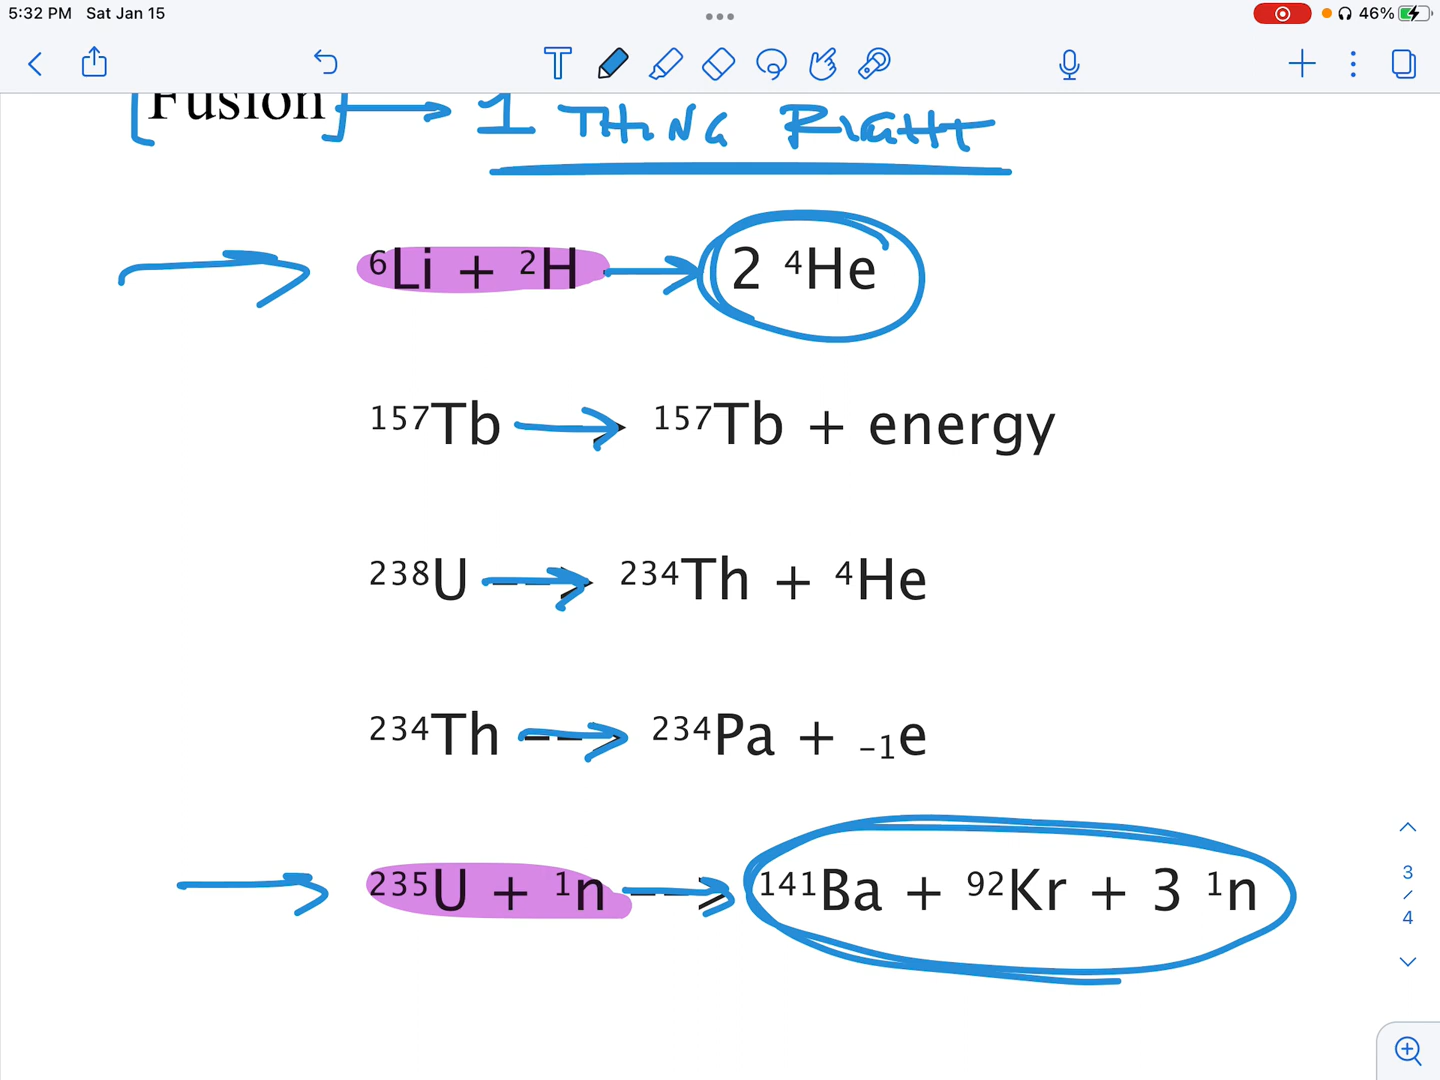 5:32 PM Sat Jan 15
46%
[Fusion] → 1 THING RIGHT
⁶Li + ²H → 2 ⁴He
¹⁵⁷Tb → ¹⁵⁷Tb + energy
²³⁸U --> ²³⁴Th + ⁴He
²³⁴Th --> ²³⁴Pa + ₋₁e
²³⁵U + ¹n --> ¹⁴¹Ba + ⁹²Kr + 3 ¹n
3
/
4